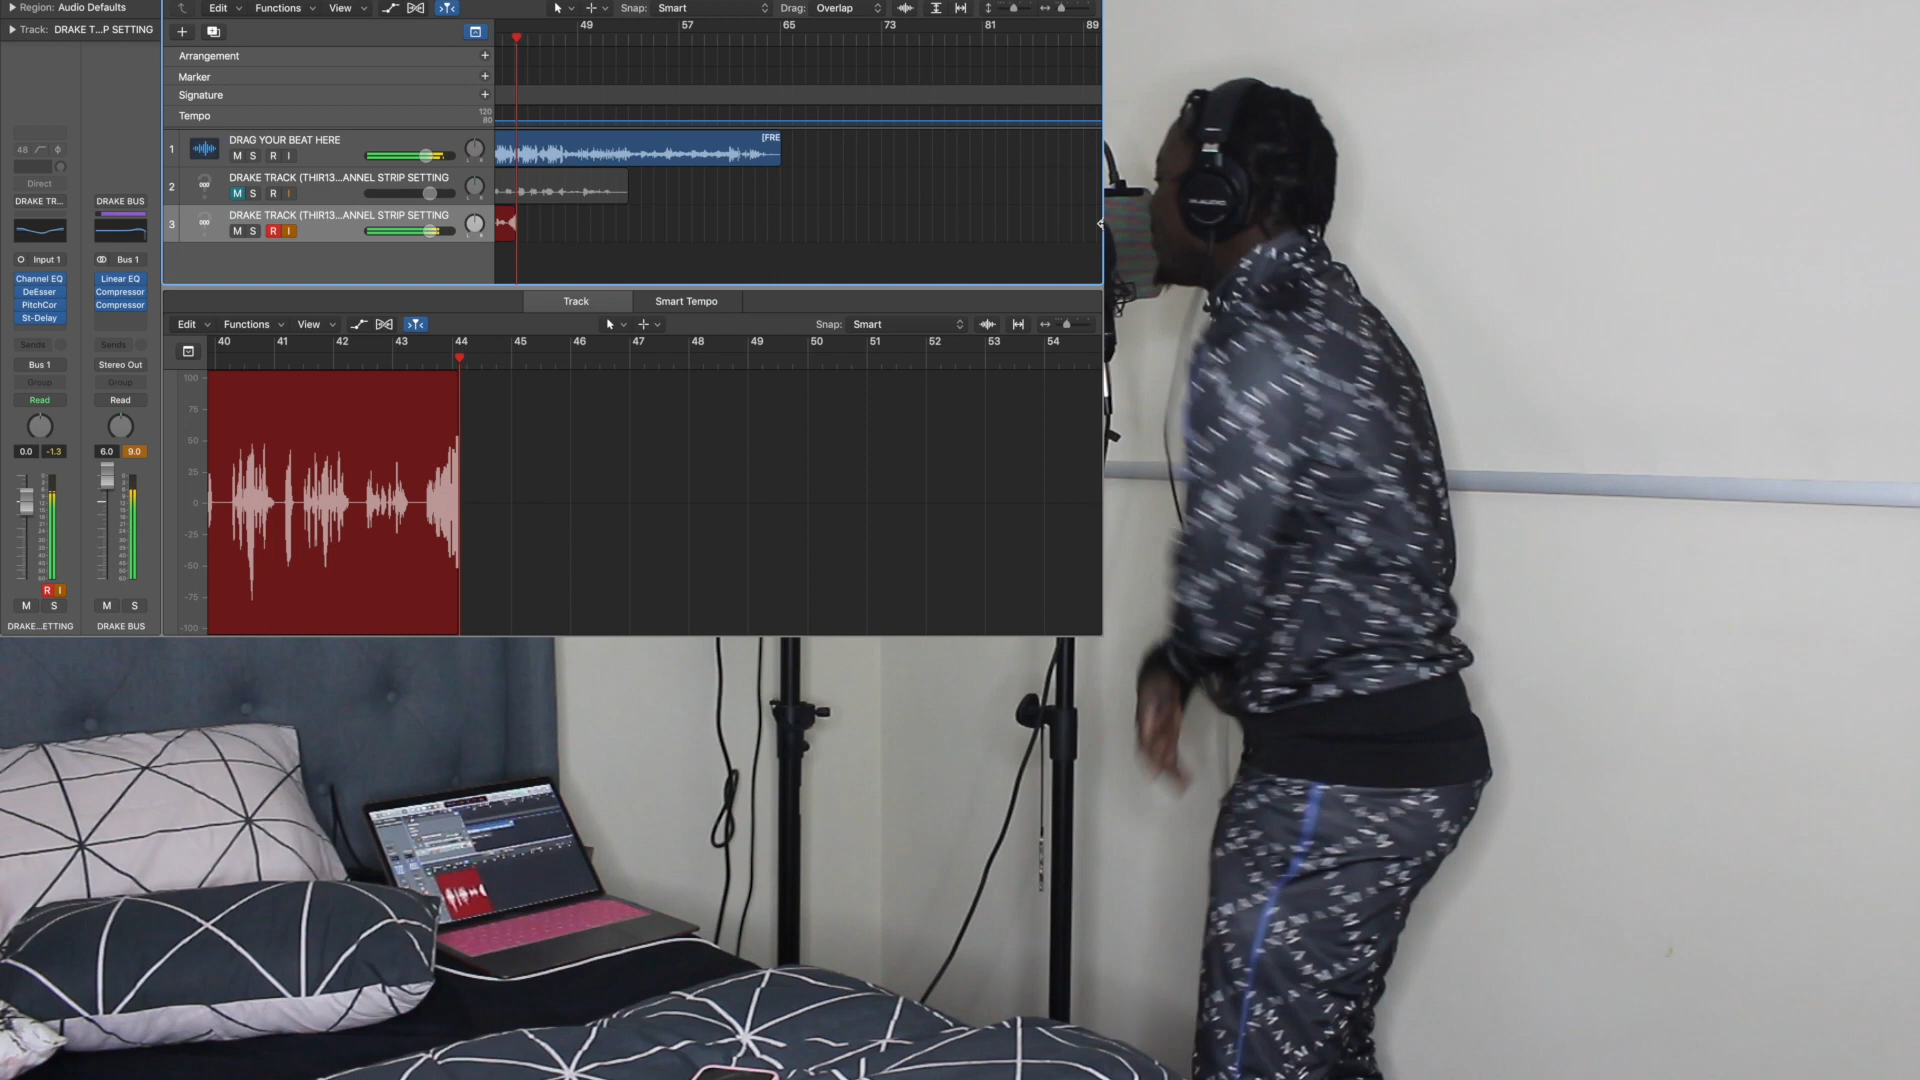 Region: Audio Defaults
Track: DRAKE T...P SETTING
Edit Functions View Snap: Smart Drag: Overlap
49 57 65 73 81 89
Arrangement
Marker
Signature
Tempo
120
80
1 DRAG YOUR BEAT HERE
M S R I
[FRE
2 DRAKE TRACK (THIR13...ANNEL STRIP SETTING
M S R I
3 DRAKE TRACK (THIR13...ANNEL STRIP SETTING
M S R I
48
Direct
DRAKE TR... DRAKE BUS
Input 1 Bus 1
Channel EQ Linear EQ
DeEsser Compressor
PitchCor Compressor
St-Delay
Sends Sends
Bus 1 Stereo Out
Group Group
Read Read
0.0 -1.3 6.0 9.0
R I
M S M S
DRAKE...ETTING DRAKE BUS
Track Smart Tempo
Edit Functions View Snap: Smart
40 41 42 43 44 45 46 47 48 49 50 51 52 53 54
100
75
50
25
0
-25
-50
-75
-100
M-AUDIO